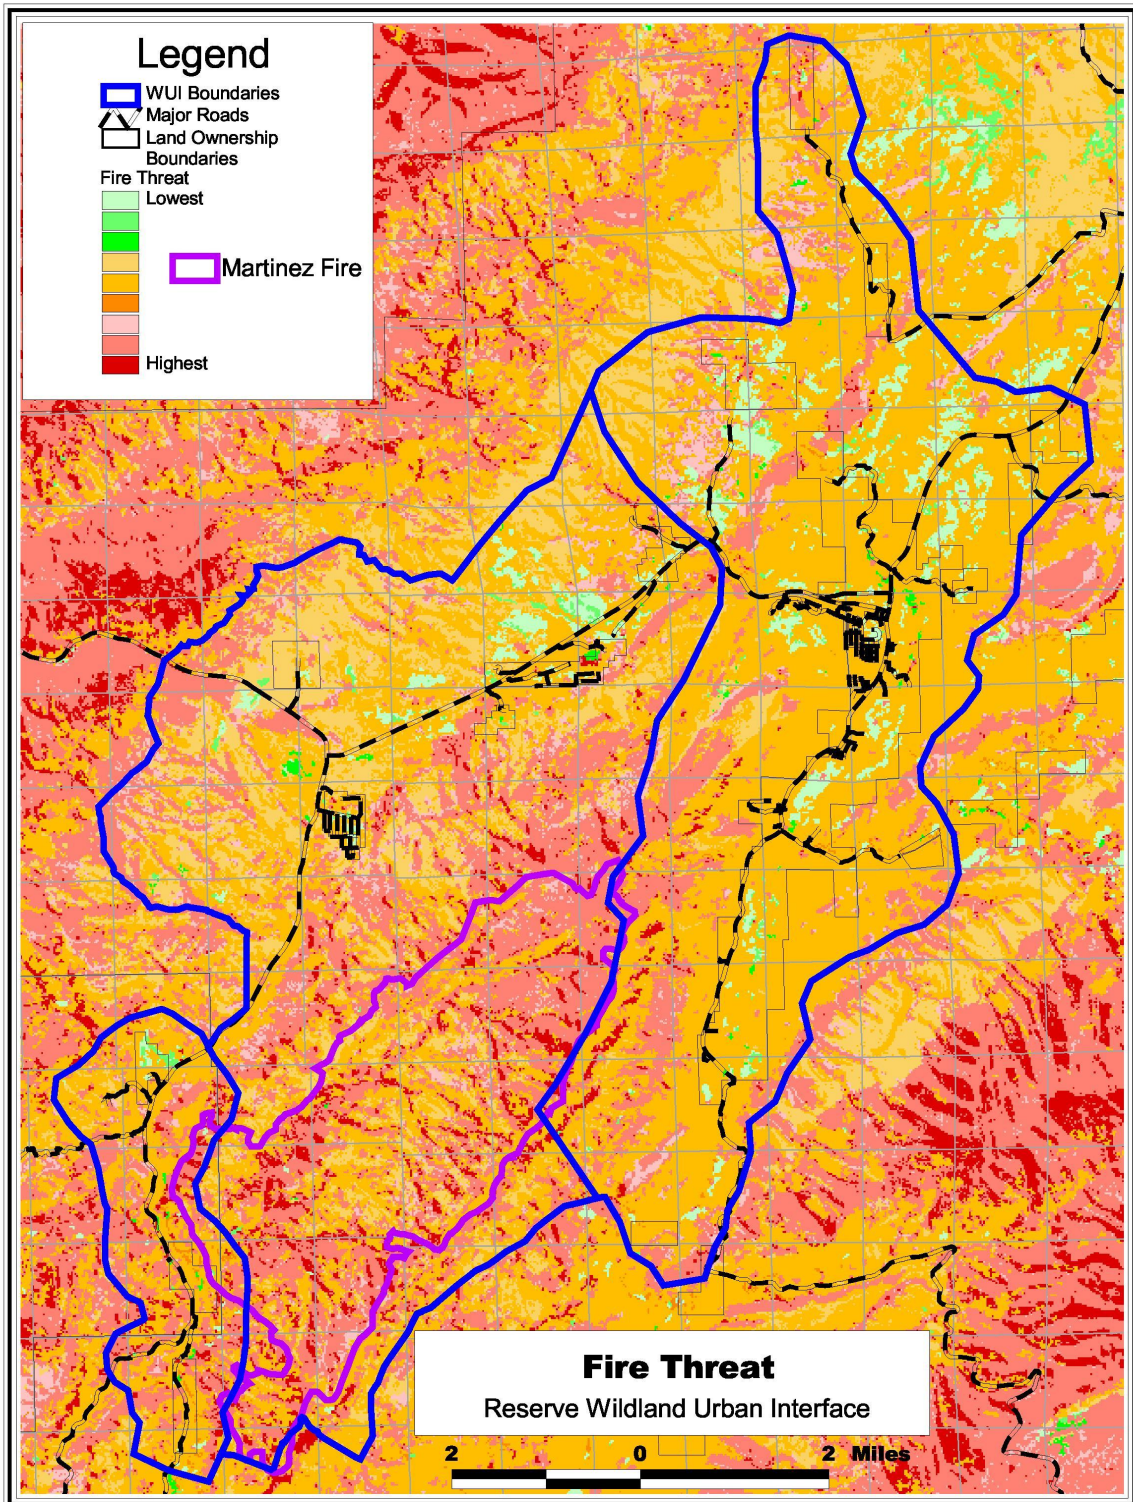 Legend
WUI Boundaries
Major Roads
Land Ownership
Boundaries
Fire Threat
Lowest
Martinez Fire
Highest
Fire Threat
Reserve Wildland Urban Interface
2 0 2 Miles